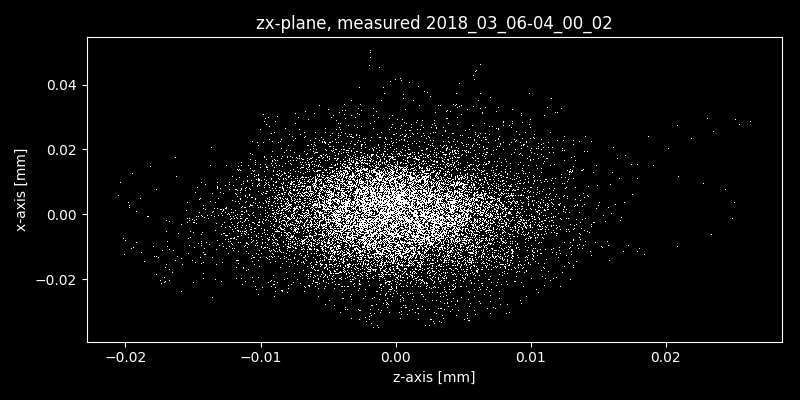 zx-plane, measured 2018_03_06-04_00_02
0.04
0.02
0.00
−0.02
x-axis [mm]
−0.02 −0.01 0.00 0.01 0.02
z-axis [mm]